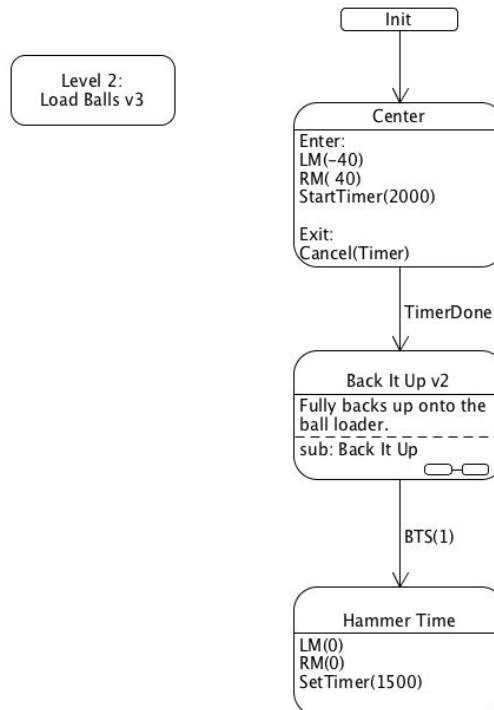 Init
Level 2:
Load Balls v3
Center
Enter:
LM(-40)
RM( 40)
StartTimer(2000)
Exit:
Cancel(Timer)
TimerDone
Back It Up v2
Fully backs up onto the
ball loader.
sub: Back It Up
BTS(1)
Hammer Time
LM(0)
RM(0)
SetTimer(1500)